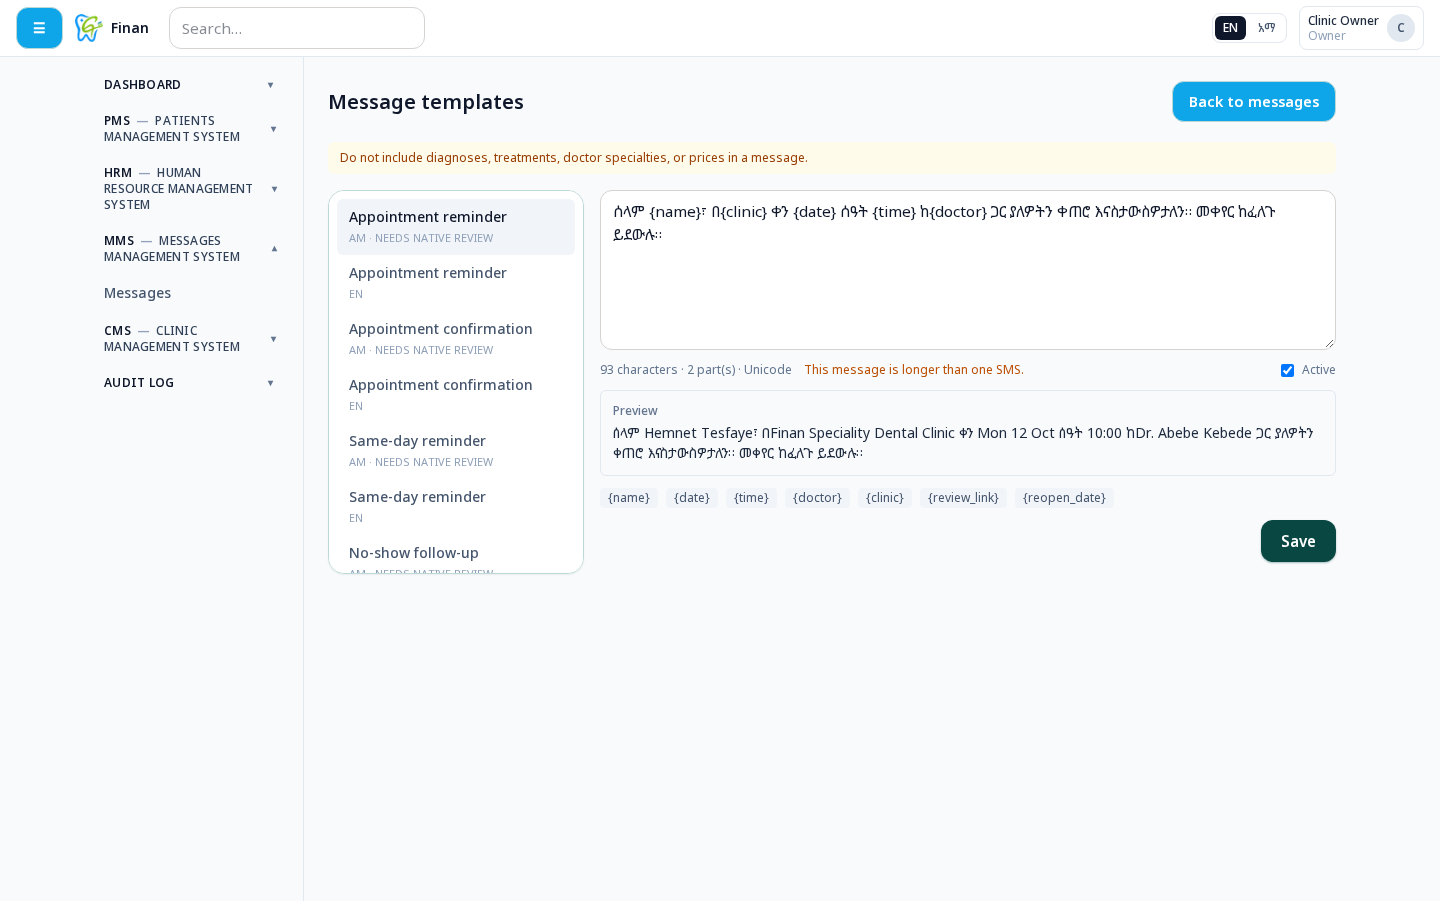 ☰
Finan
Search...
EN
አማ
Clinic Owner
Owner
C
DASHBOARD ▾
PMS — PATIENTS
MANAGEMENT SYSTEM ▾
HRM — HUMAN
RESOURCE MANAGEMENT ▾
SYSTEM
MMS — MESSAGES
MANAGEMENT SYSTEM ▴
Messages
CMS — CLINIC
MANAGEMENT SYSTEM ▾
AUDIT LOG ▾
Message templates
Back to messages
Do not include diagnoses, treatments, doctor specialties, or prices in a message.
Appointment reminder
AM · NEEDS NATIVE REVIEW
Appointment reminder
EN
Appointment confirmation
AM · NEEDS NATIVE REVIEW
Appointment confirmation
EN
Same-day reminder
AM · NEEDS NATIVE REVIEW
Same-day reminder
EN
No-show follow-up
AM · NEEDS NATIVE REVIEW
ሰላም {name}፣ በ{clinic} ቀን {date} ሰዓት {time} ከ{doctor} ጋር ያለዎትን ቀጠሮ እናስታውስዎታለን። መቀየር ከፈለጉ
ይደውሉ።
93 characters · 2 part(s) · Unicode This message is longer than one SMS.
Active
Preview
ሰላም Hemnet Tesfaye፣ በFinan Speciality Dental Clinic ቀን Mon 12 Oct ሰዓት 10:00 ከDr. Abebe Kebede ጋር ያለዎትን
ቀጠሮ እናስታውስዎታለን። መቀየር ከፈለጉ ይደውሉ።
{name} {date} {time} {doctor} {clinic} {review_link} {reopen_date}
Save